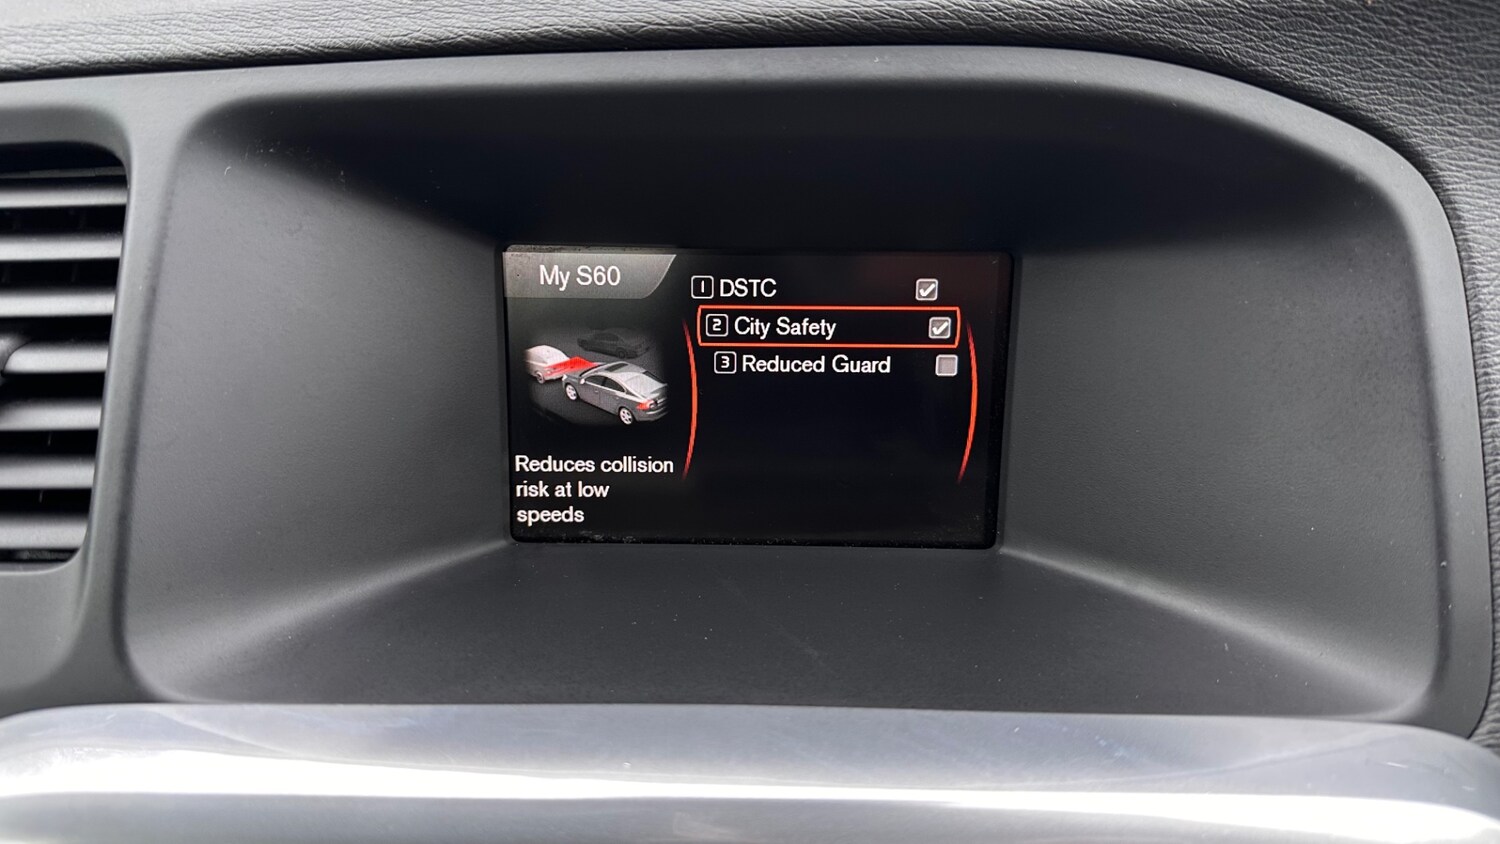 My S60
1 DSTC
2 City Safety
3 Reduced Guard
Reduces collision
risk at low
speeds